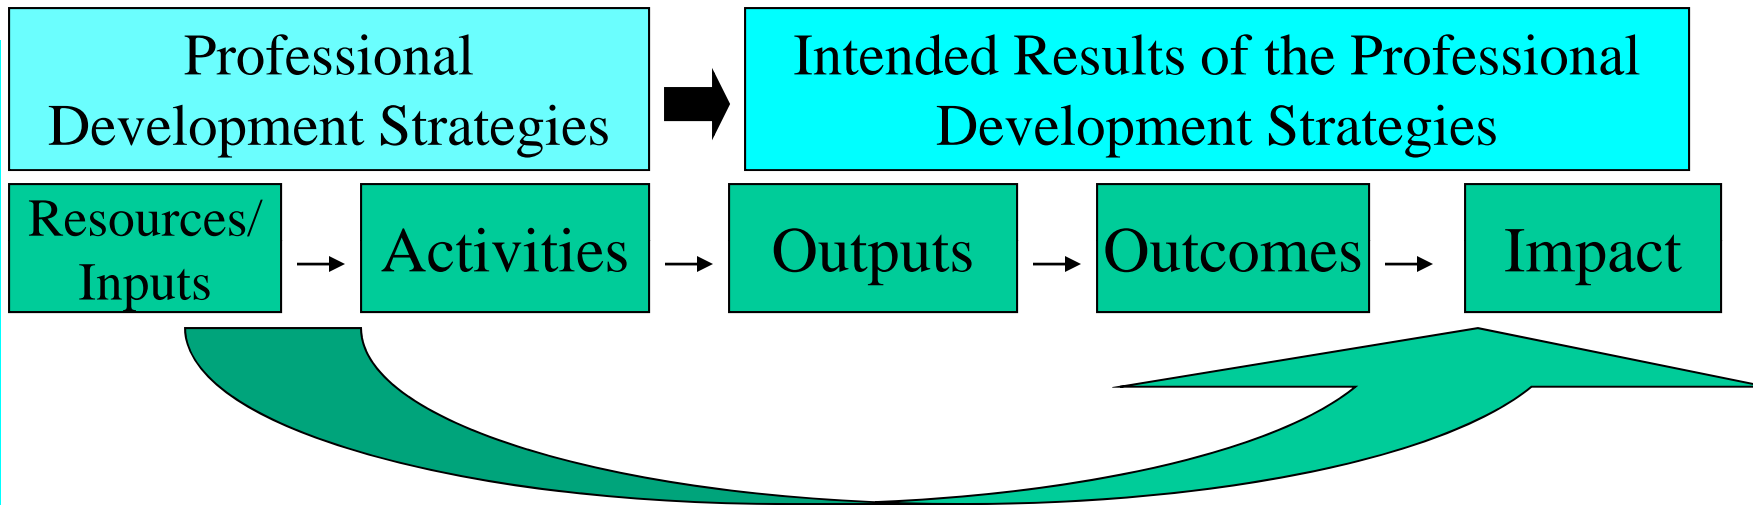 Professional
Development Strategies
Intended Results of the Professional
Development Strategies
Resources/
Inputs
Activities
Outputs
Outcomes
Impact